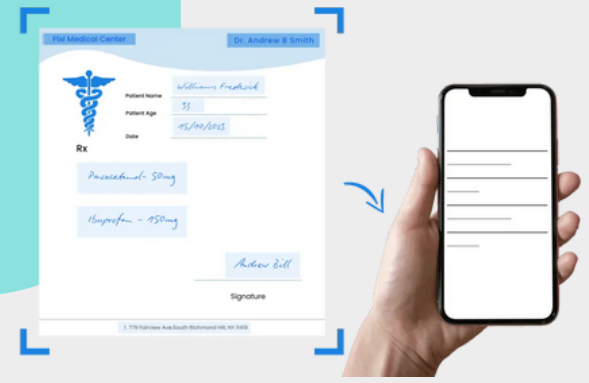 Pixl Medical Center
Dr. Andrew B Smith
Patient Name Williams Fredrick
Patient Age 53
Date 15/10/2023
Rx
Paracetamol - 50mg
Ibuprofen - 150mg
Andrew Bill
Signature
1. 779 Fairview Ave.South Richmond Hill, NY 11419